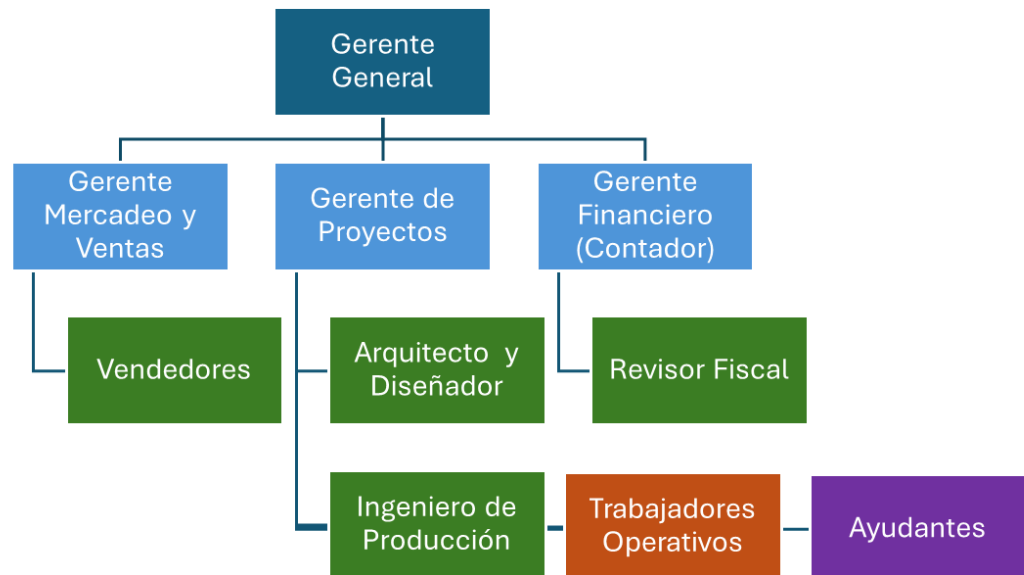 Gerente
General
Gerente
Mercadeo y
Ventas
Gerente de
Proyectos
Gerente
Financiero
(Contador)
Vendedores
Arquitecto y
Diseñador
Revisor Fiscal
Ingeniero de
Producción
Trabajadores
Operativos
Ayudantes